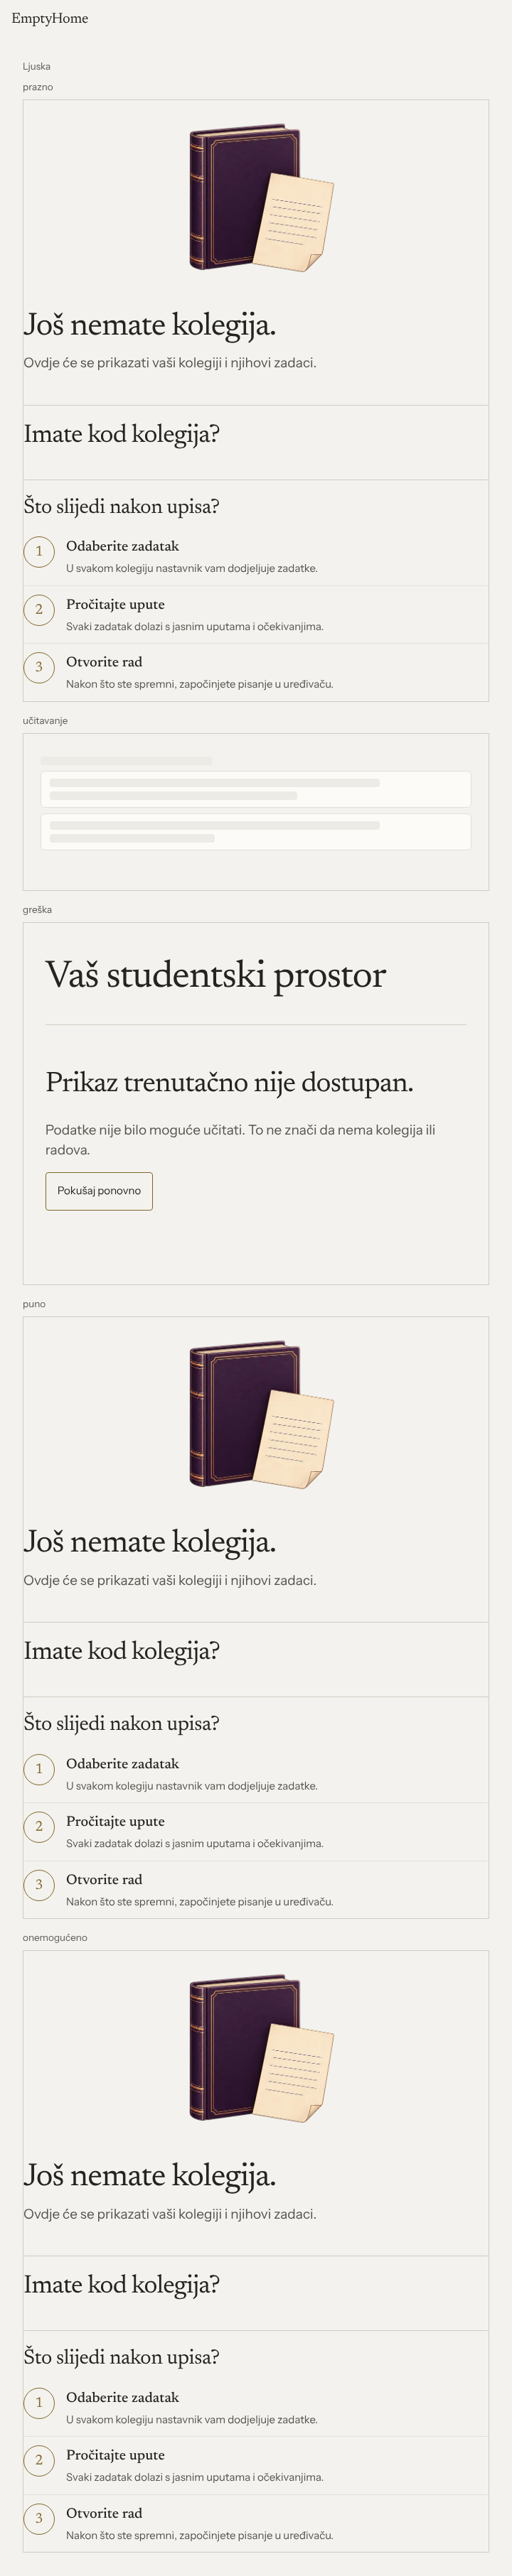 EmptyHome
Ljuska
prazno
Još nemate kolegija.
Ovdje će se prikazati vaši kolegiji i njihovi zadaci.
Imate kod kolegija?
Što slijedi nakon upisa?
1
Odaberite zadatak
U svakom kolegiju nastavnik vam dodjeljuje zadatke.
2
Pročitajte upute
Svaki zadatak dolazi s jasnim uputama i očekivanjima.
3
Otvorite rad
Nakon što ste spremni, započinjete pisanje u uređivaču.
učitavanje
greška
Vaš studentski prostor
Prikaz trenutačno nije dostupan.
Podatke nije bilo moguće učitati. To ne znači da nema kolegija ili
radova.
Pokušaj ponovno
puno
Još nemate kolegija.
Ovdje će se prikazati vaši kolegiji i njihovi zadaci.
Imate kod kolegija?
Što slijedi nakon upisa?
1
Odaberite zadatak
U svakom kolegiju nastavnik vam dodjeljuje zadatke.
2
Pročitajte upute
Svaki zadatak dolazi s jasnim uputama i očekivanjima.
3
Otvorite rad
Nakon što ste spremni, započinjete pisanje u uređivaču.
onemogućeno
Još nemate kolegija.
Ovdje će se prikazati vaši kolegiji i njihovi zadaci.
Imate kod kolegija?
Što slijedi nakon upisa?
1
Odaberite zadatak
U svakom kolegiju nastavnik vam dodjeljuje zadatke.
2
Pročitajte upute
Svaki zadatak dolazi s jasnim uputama i očekivanjima.
3
Otvorite rad
Nakon što ste spremni, započinjete pisanje u uređivaču.